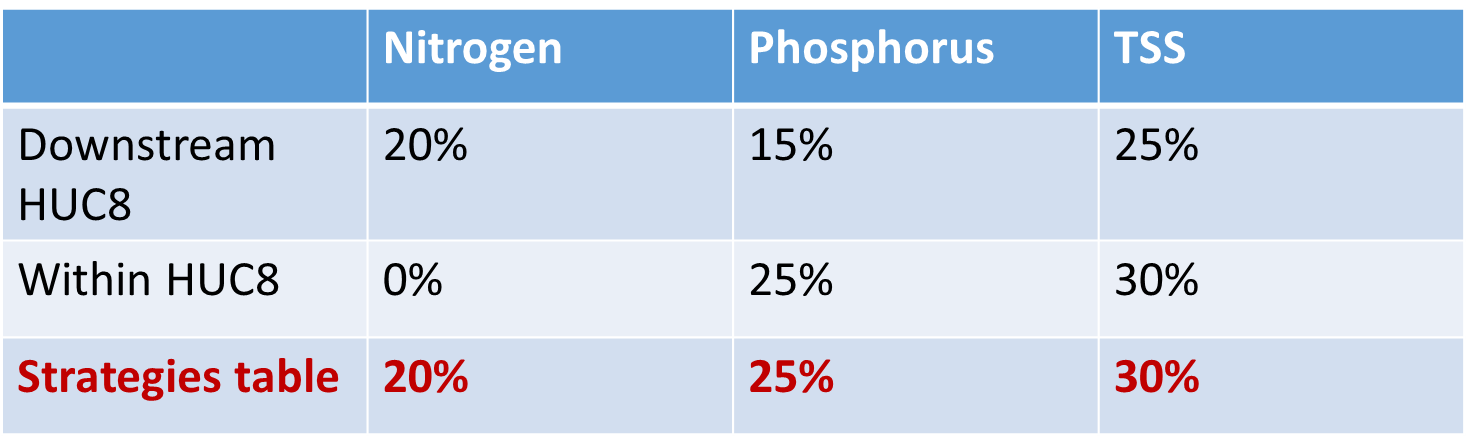 Nitrogen Phosphorus TSS
Downstream 20% 15% 25%
HUC8
Within HUC8 0% 25% 30%
Strategies table 20% 25% 30%